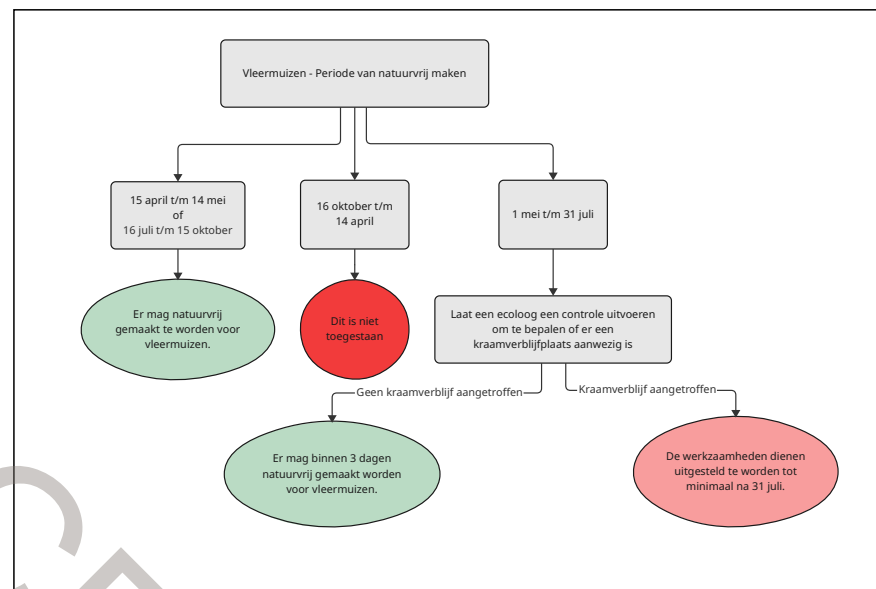 Vleermuizen - Periode van natuurvrij maken
15 april t/m 14 mei
of
16 juli t/m 15 oktober
16 oktober t/m
14 april
1 mei t/m 31 juli
Er mag natuurvrij
gemaakt te worden voor
vleermuizen.
Dit is niet
toegestaan
Laat een ecoloog een controle uitvoeren
om te bepalen of er een
kraamverblijfplaats aanwezig is
Geen kraamverblijf aangetroffen
Kraamverblijf aangetroffen
Er mag binnen 3 dagen
natuurvrij gemaakt worden
voor vleermuizen.
De werkzaamheden dienen
uitgesteld te worden tot
minimaal na 31 juli.